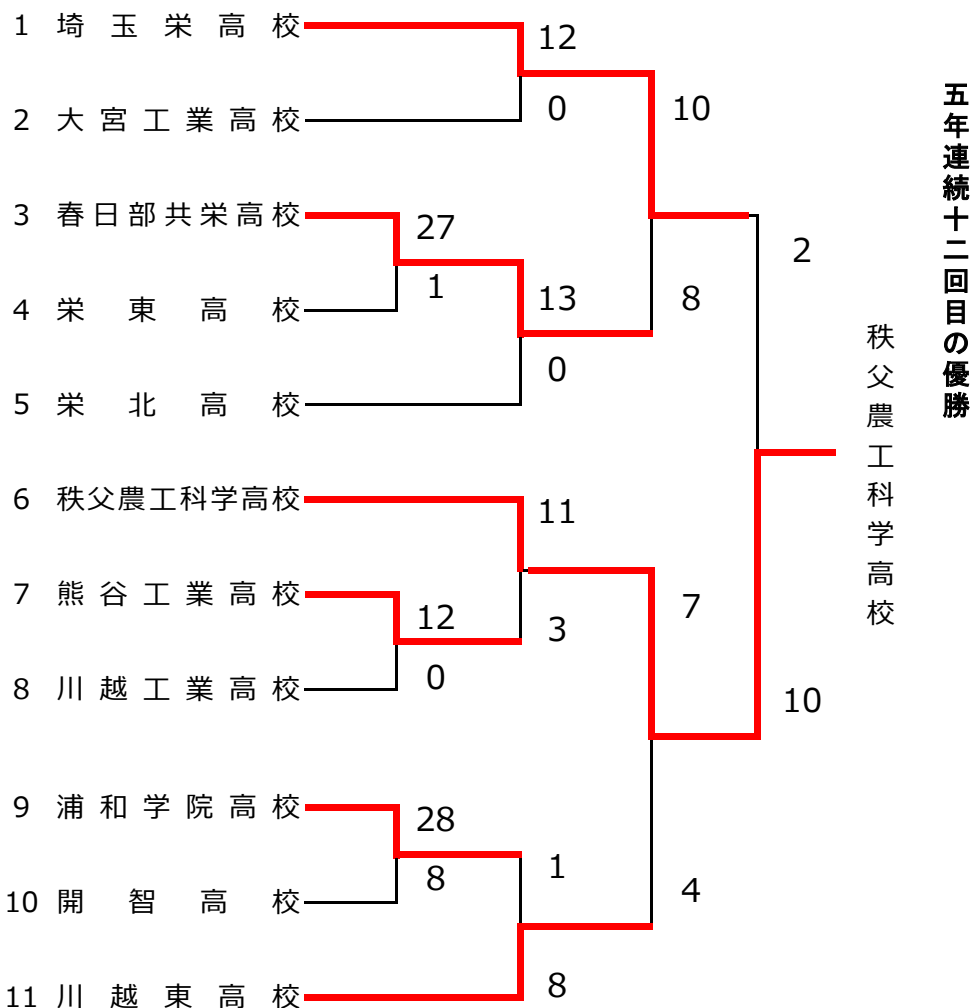 1 埼玉栄高校
2 大宮工業高校
3 春日部共栄高校
4 栄東高校
5 栄北高校
6 秩父農工科学高校
7 熊谷工業高校
8 川越工業高校
9 浦和学院高校
10 開智高校
11 川越東高校
12
0
27
1
13
0
11
12
0
3
28
8
1
8
10
8
7
4
2
10
秩父農工科学高校
五年連続十二回目の優勝